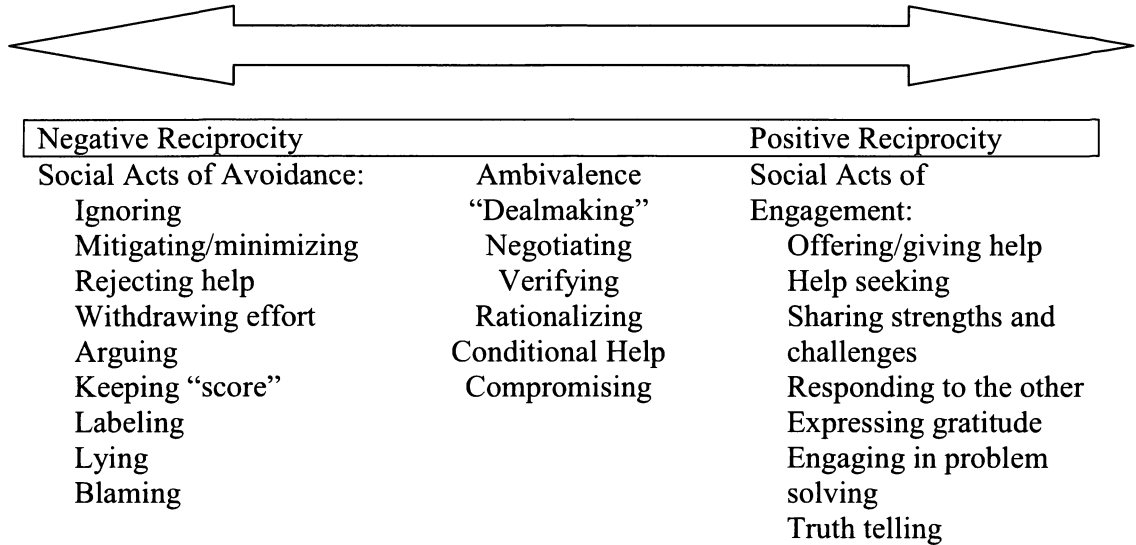 Negative Reciprocity
Positive Reciprocity
Social Acts of Avoidance:
Ignoring
Mitigating/minimizing
Rejecting help
Withdrawing effort
Arguing
Keeping “score”
Labeling
Lying
Blaming
Ambivalence
“Dealmaking”
Negotiating
Verifying
Rationalizing
Conditional Help
Compromising
Social Acts of
Engagement:
Offering/giving help
Help seeking
Sharing strengths and
challenges
Responding to the other
Expressing gratitude
Engaging in problem
solving
Truth telling